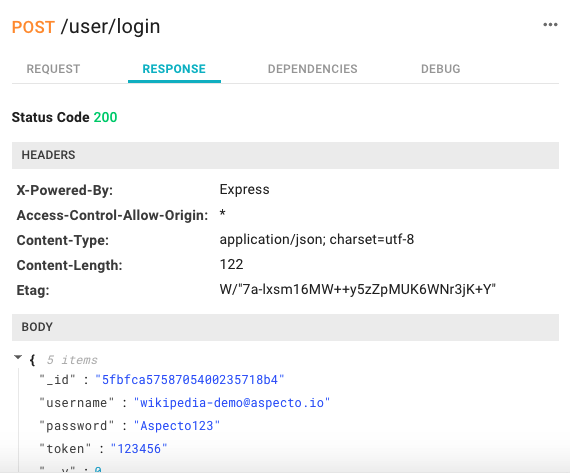 POST /user/login
REQUEST RESPONSE DEPENDENCIES DEBUG
Status Code 200
HEADERS
X-Powered-By: Express
Access-Control-Allow-Origin: *
Content-Type: application/json; charset=utf-8
Content-Length: 122
Etag: W/"7a-lxsm16MW++y5zZpMUK6WNr3jK+Y"
BODY
{ 5 items
"_id" : "5fbfca5758705400235718b4"
"username" : "wikipedia-demo@aspecto.io"
"password" : "Aspecto123"
"token" : "123456"
"__v" : 0